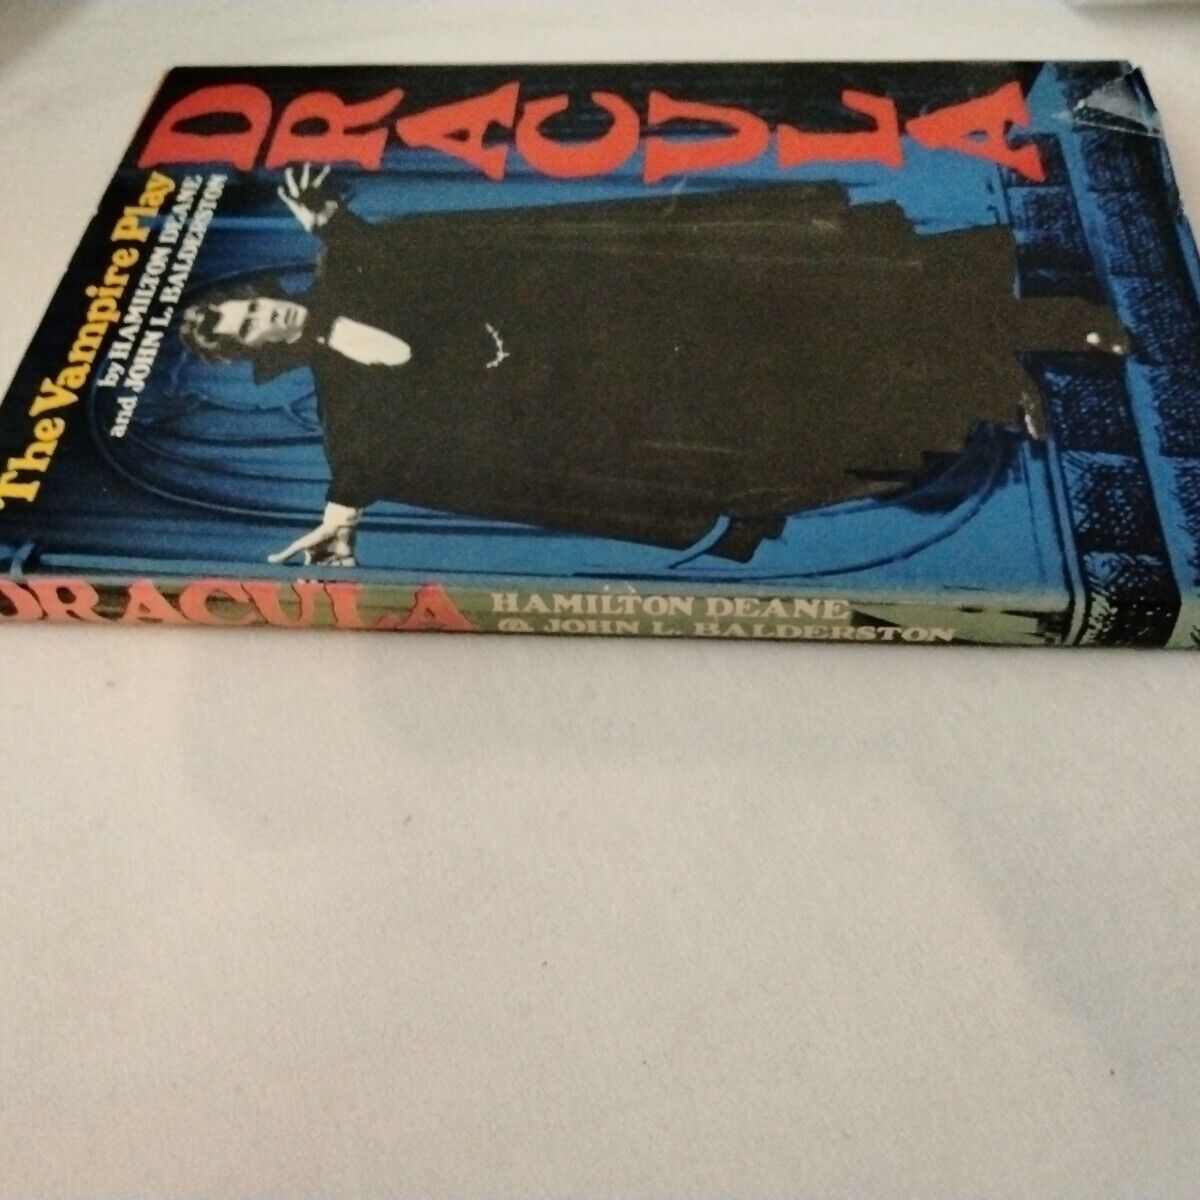 DRACULA
The Vampire Play
by HAMILTON DEANE
and JOHN L. BALDERSTON
DRACULA
HAMILTON DEANE
& JOHN L. BALDERSTON